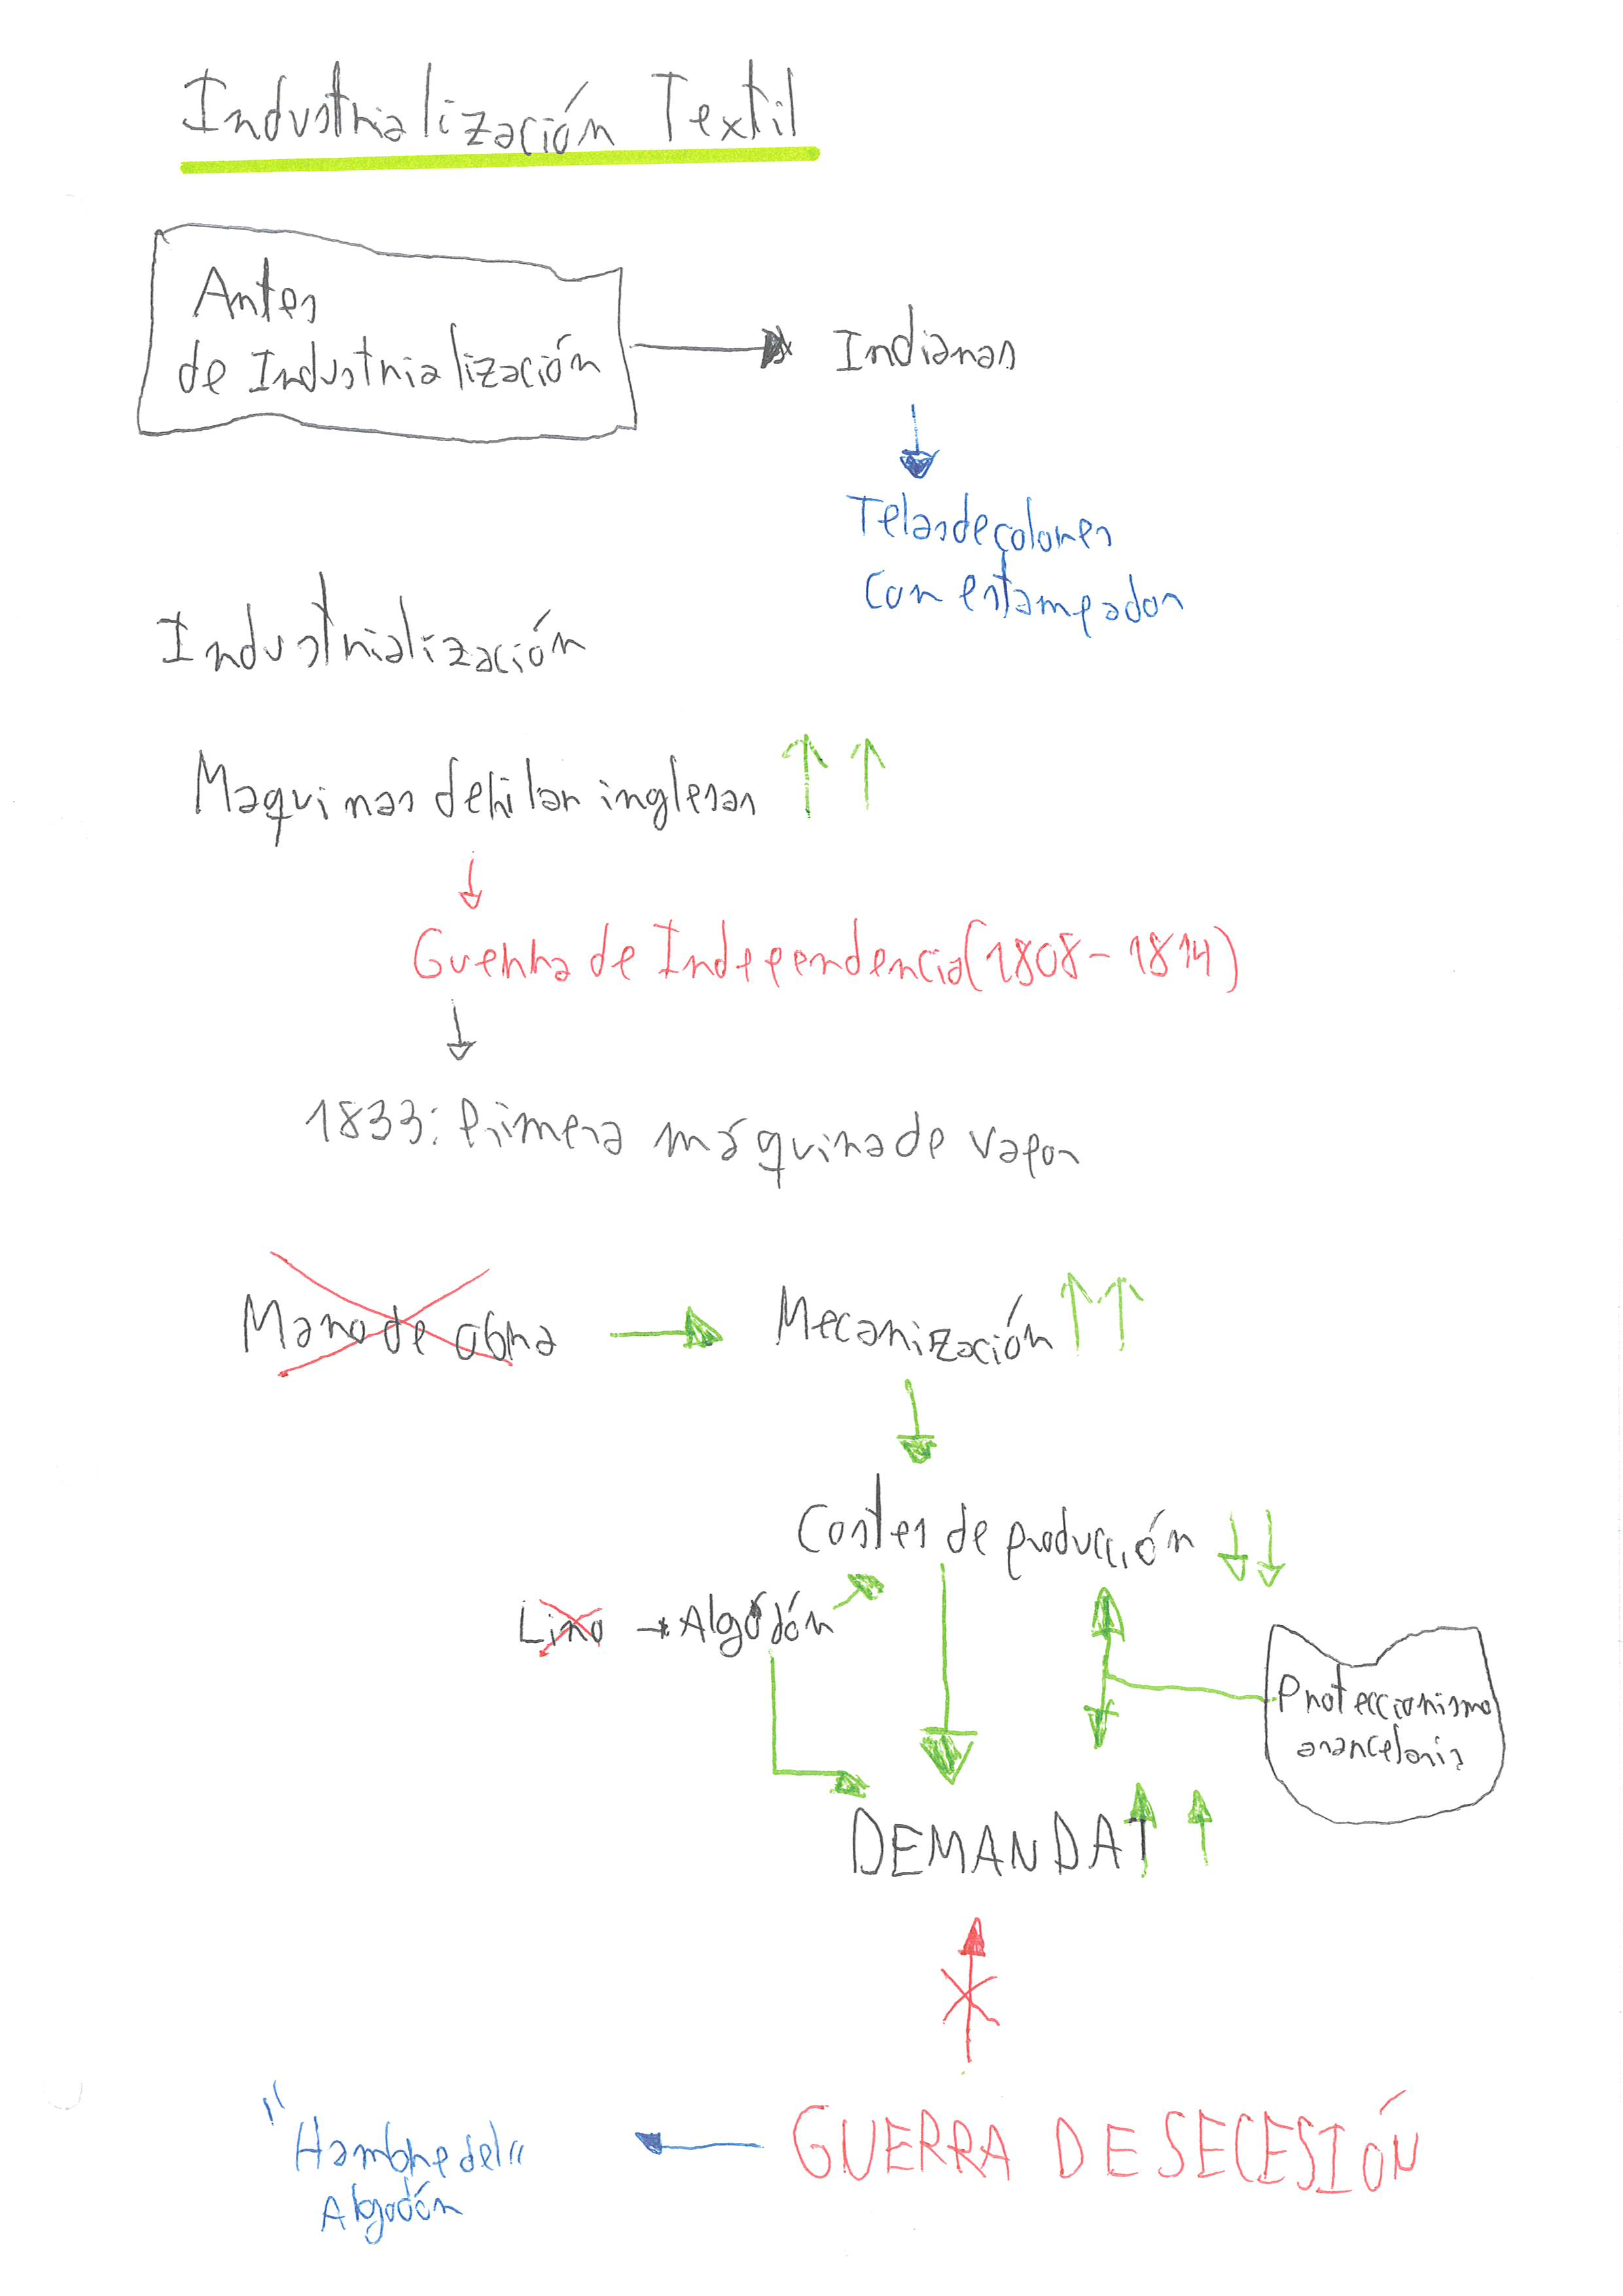 Industrialización Textil
Antes
de Industrialización
Indianas
Telas de colores
con estampados
Industrialización
Maquinas de hilar inglesas ↑ ↑
Guerra de Independencia (1808-1814)
1833: Primera máquina de vapor
Mano de obra → Mecanización ↑↑
Costes de producción ↓↓
Lino → Algodón
Proteccionismo
arancelario
DEMANDA ↑ ↑
GUERRA DE SECESIÓN
"Hambre del"
Algodón